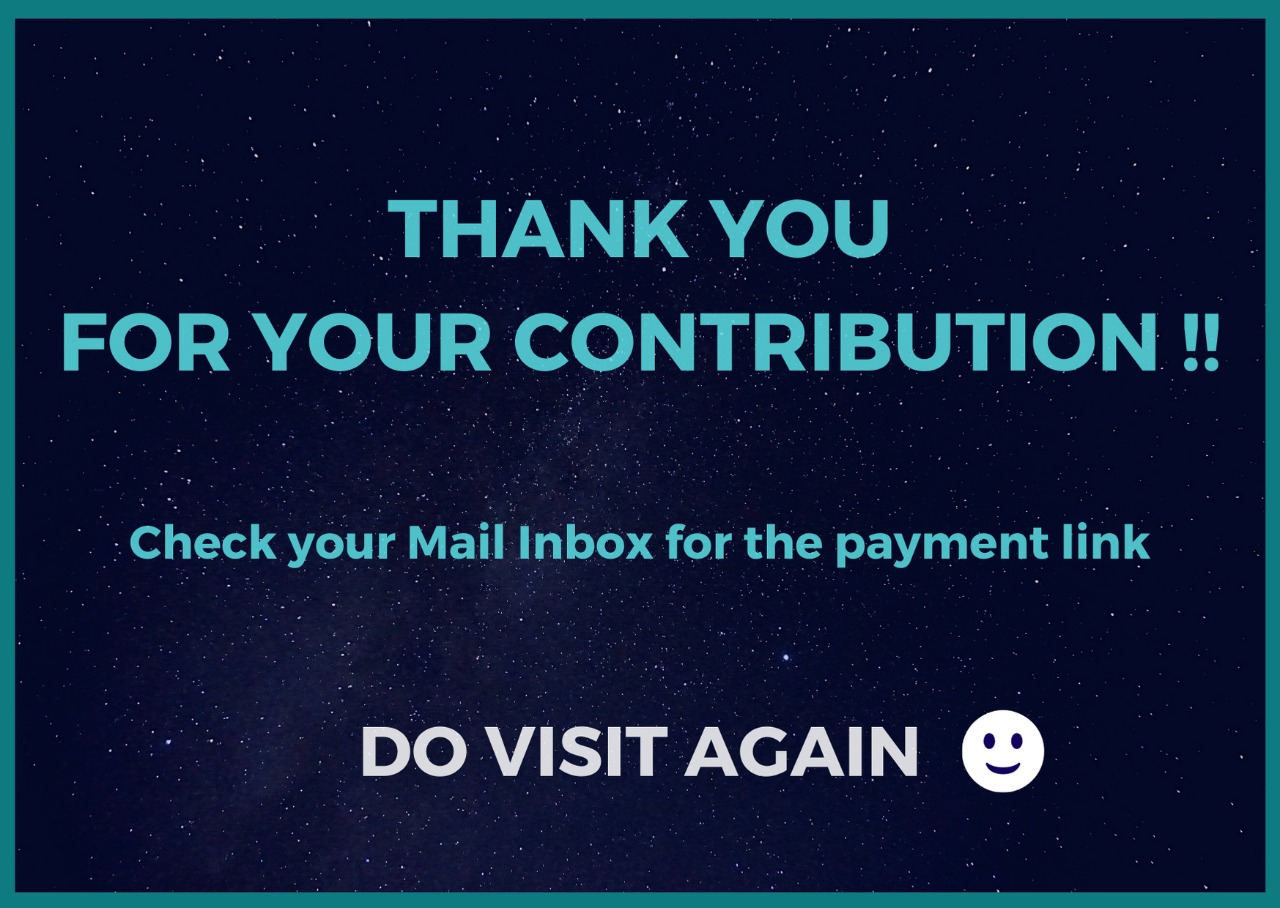 THANK YOU
FOR YOUR CONTRIBUTION !!
Check your Mail Inbox for the payment link
DO VISIT AGAIN